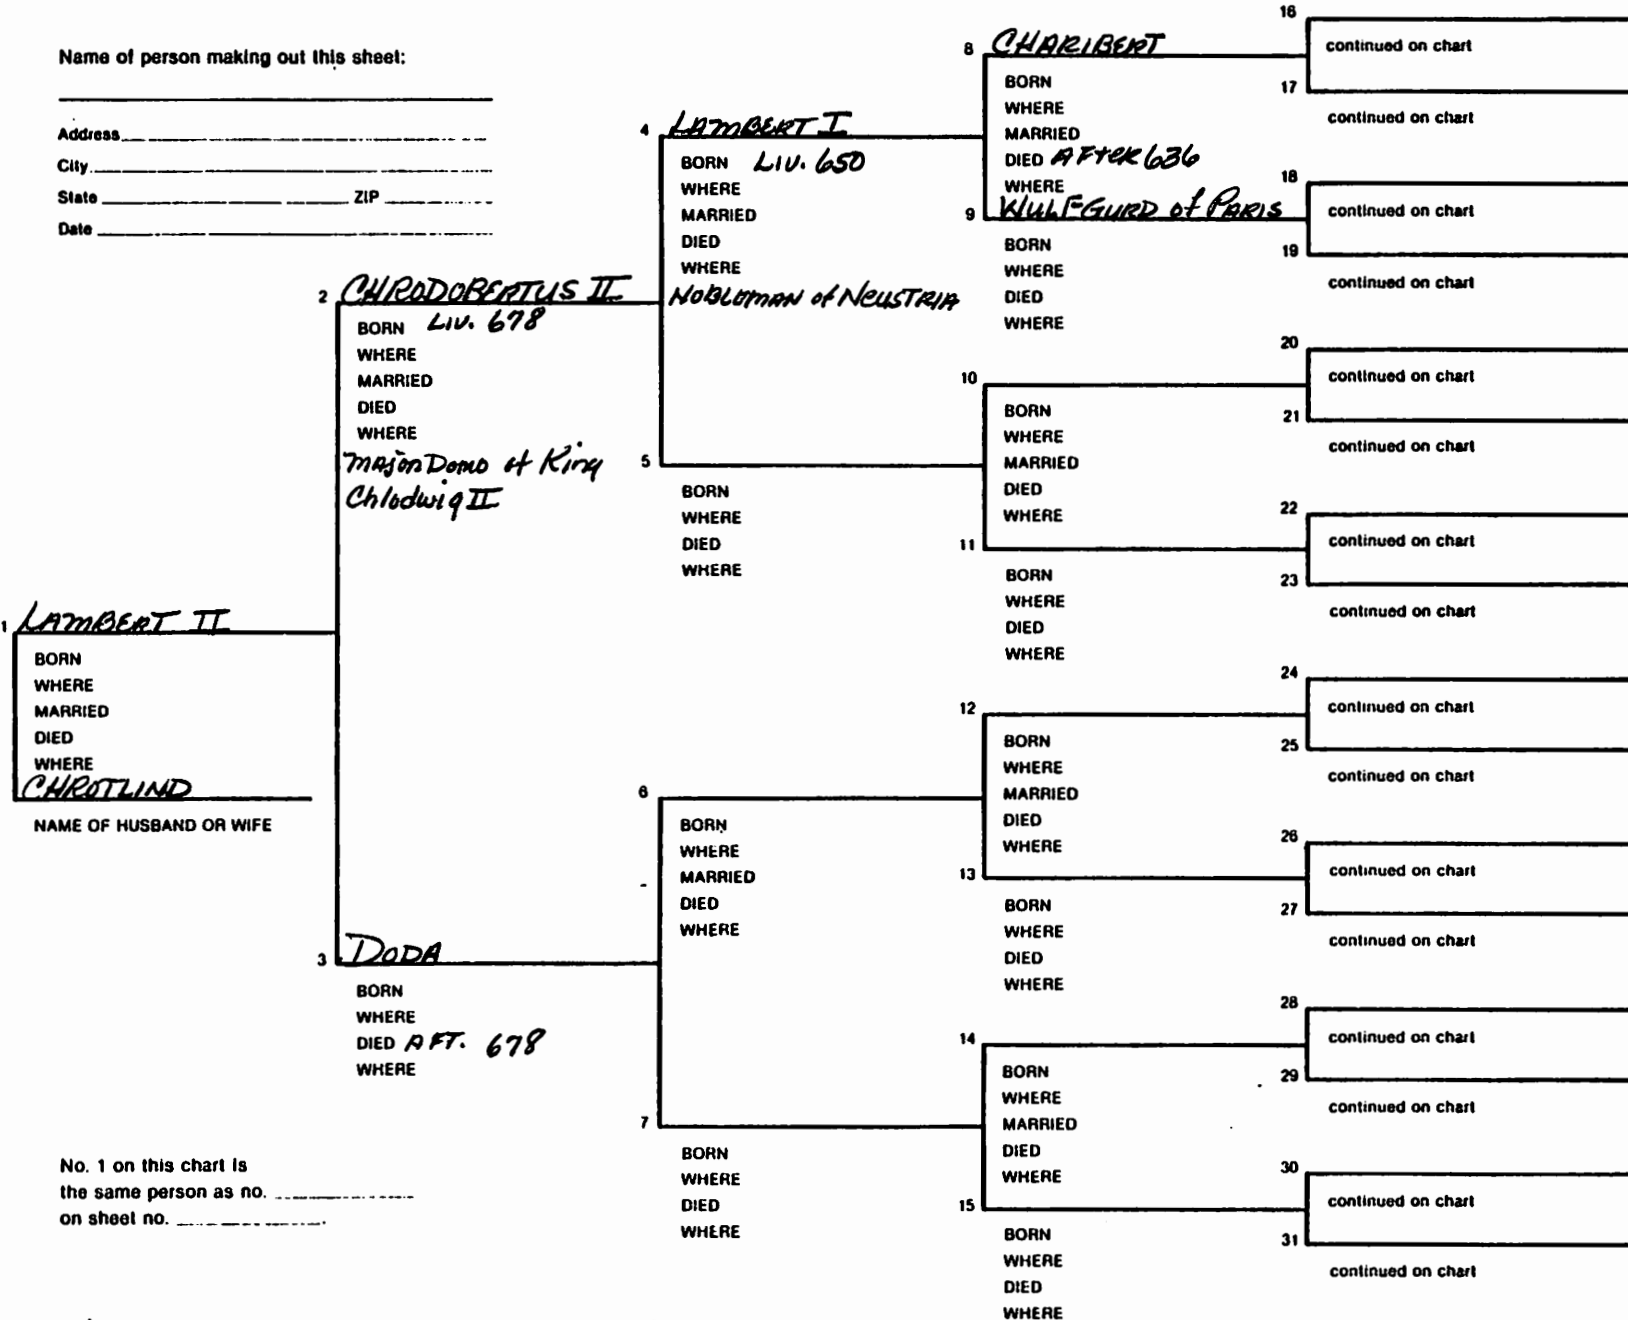 Name of person making out this sheet:
Address
City
State ZIP
Date
1 LAMBERT II
BORN
WHERE
MARRIED
DIED
WHERE
CHROTLIND
NAME OF HUSBAND OR WIFE
No. 1 on this chart is
the same person as no.
on sheet no. .
2 CHRODOBERTUS II
BORN LIV. 678
WHERE
MARRIED
DIED
WHERE
Major Domo of King
Chlodwig II
3 DODA
BORN
WHERE
DIED AFT. 678
WHERE
4 LAMBERT I
BORN LIV. 650
WHERE
MARRIED
DIED
WHERE
NOBLOMAN of NEUSTRIA
5
BORN
WHERE
DIED
WHERE
6
BORN
WHERE
MARRIED
DIED
WHERE
7
BORN
WHERE
DIED
WHERE
8 CHARIBERT
BORN
WHERE
MARRIED
DIED AFTER 636
WHERE
9 WULFGURD of PARIS
BORN
WHERE
DIED
WHERE
10
BORN
WHERE
MARRIED
DIED
WHERE
11
BORN
WHERE
DIED
WHERE
12
BORN
WHERE
MARRIED
DIED
WHERE
13
BORN
WHERE
DIED
WHERE
14
BORN
WHERE
MARRIED
DIED
WHERE
15
BORN
WHERE
DIED
WHERE
16
continued on chart
17
continued on chart
18
continued on chart
19
continued on chart
20
continued on chart
21
continued on chart
22
continued on chart
23
continued on chart
24
continued on chart
25
continued on chart
26
continued on chart
27
continued on chart
28
continued on chart
29
continued on chart
30
continued on chart
31
continued on chart